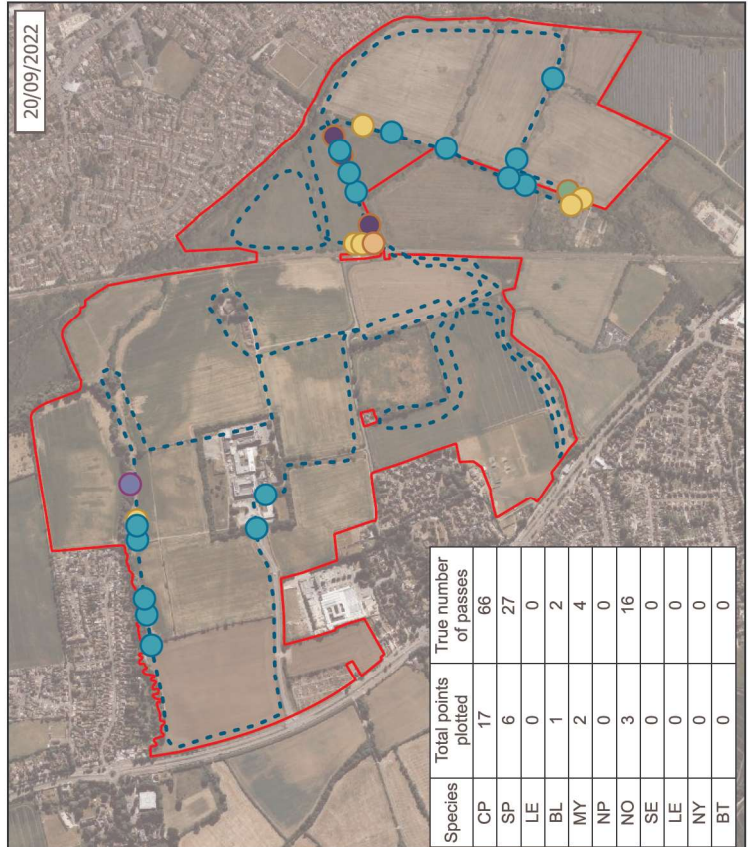 20/09/2022
Species Total points plotted True number of passes
CP 17 66
SP 6 27
LE 0 0
BL 1 2
MY 2 4
NP 0 0
NO 3 16
SE 0 0
LE 0 0
NY 0 0
BT 0 0